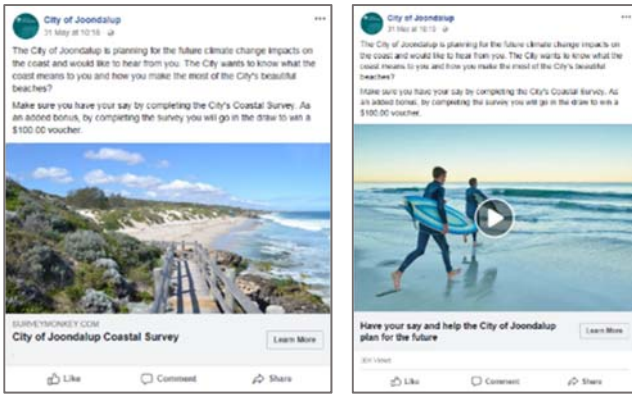 City of Joondalup
31 May at 10:16
The City of Joondalup is planning for the future climate change impacts on
the coast and would like to hear from you. The City wants to know what the
coast means to you and how you make the most of the City's beautiful
beaches?
Make sure you have your say by completing the City's Coastal Survey. As
an added bonus, by completing the survey you will go in the draw to win a
$100.00 voucher.
SURVEYMONKEY.COM
City of Joondalup Coastal Survey
Learn More
Like
Comment
Share
City of Joondalup
31 May at
The City of Joondalup is planning for the future climate change impacts on
the coast and would like to hear from you. The City wants to know what the
coast means to you and how you make the most of the City's beautiful
beaches?
Make sure you have your say by completing the City's Coastal Survey. As
an added bonus, by completing the survey you will go in the draw to win a
$100.00 voucher.
Have your say and help the City of Joondalup
plan for the future
Learn More
Views
Like
Comment
Share